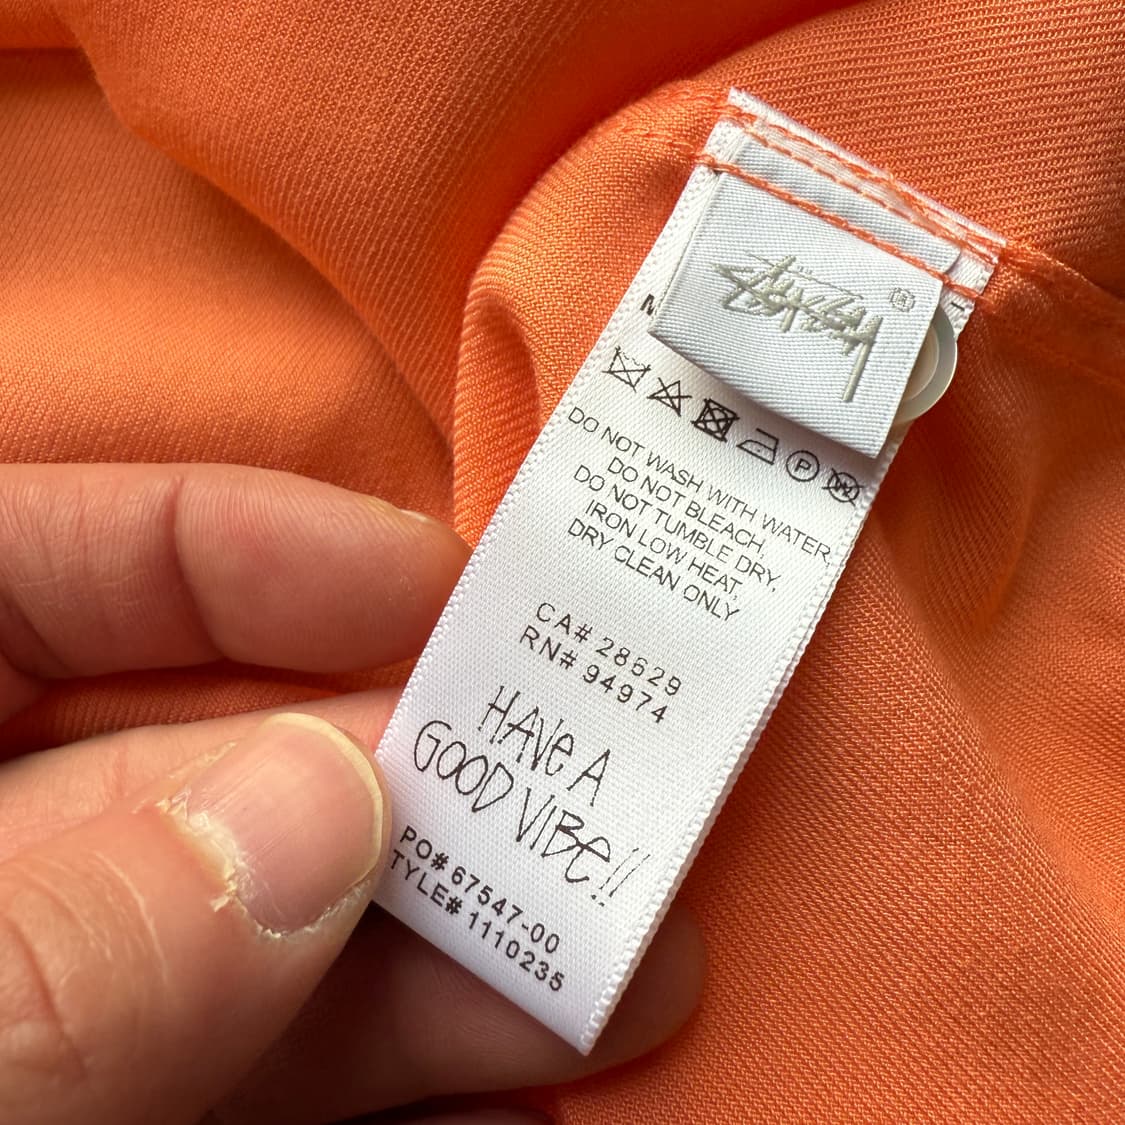 STÜSSY ®
DO NOT WASH WITH WATER,
DO NOT BLEACH,
DO NOT TUMBLE DRY,
IRON LOW HEAT,
DRY CLEAN ONLY
CA# 28629
RN# 94974
HAVE A
GOOD VIBE!!
PO# 67547-00
TYLE# 1110235